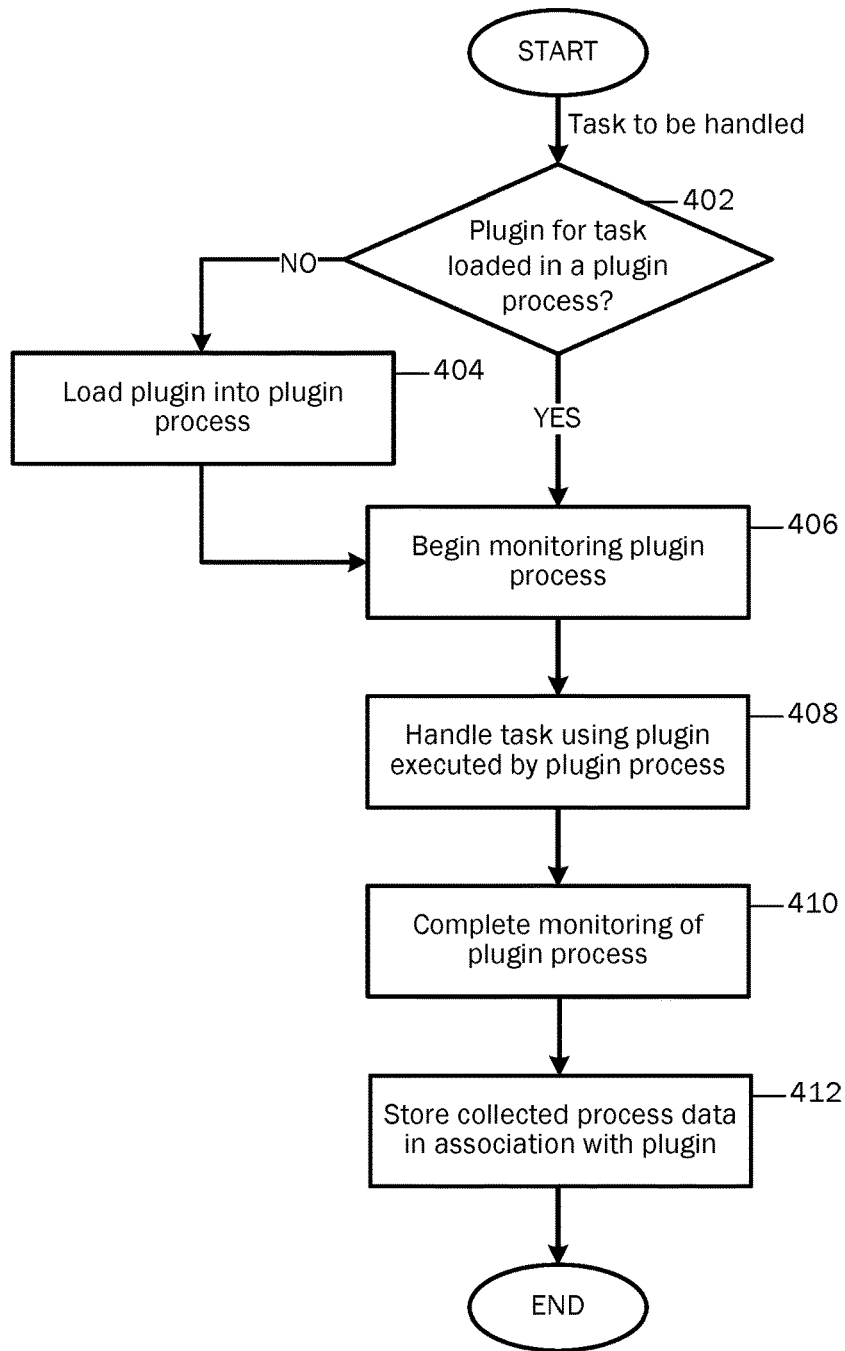 START
Task to be handled
402
Plugin for task
loaded in a plugin
process?
NO
404
Load plugin into plugin
process
YES
406
Begin monitoring plugin
process
408
Handle task using plugin
executed by plugin process
410
Complete monitoring of
plugin process
412
Store collected process data
in association with plugin
END